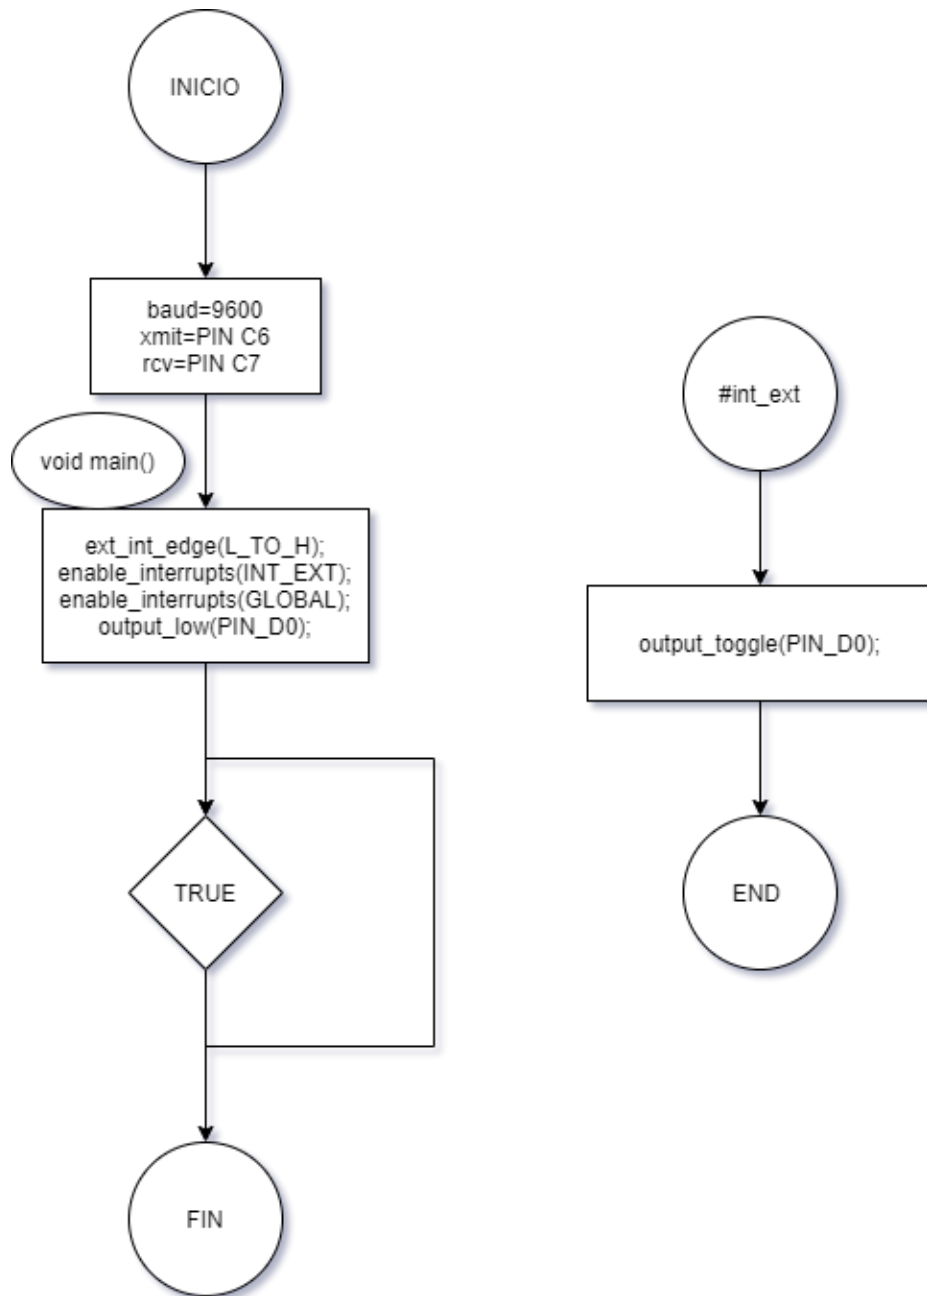 INICIO
baud=9600
xmit=PIN C6
rcv=PIN C7
void main()
ext_int_edge(L_TO_H);
enable_interrupts(INT_EXT);
enable_interrupts(GLOBAL);
output_low(PIN_D0);
TRUE
FIN
#int_ext
output_toggle(PIN_D0);
END